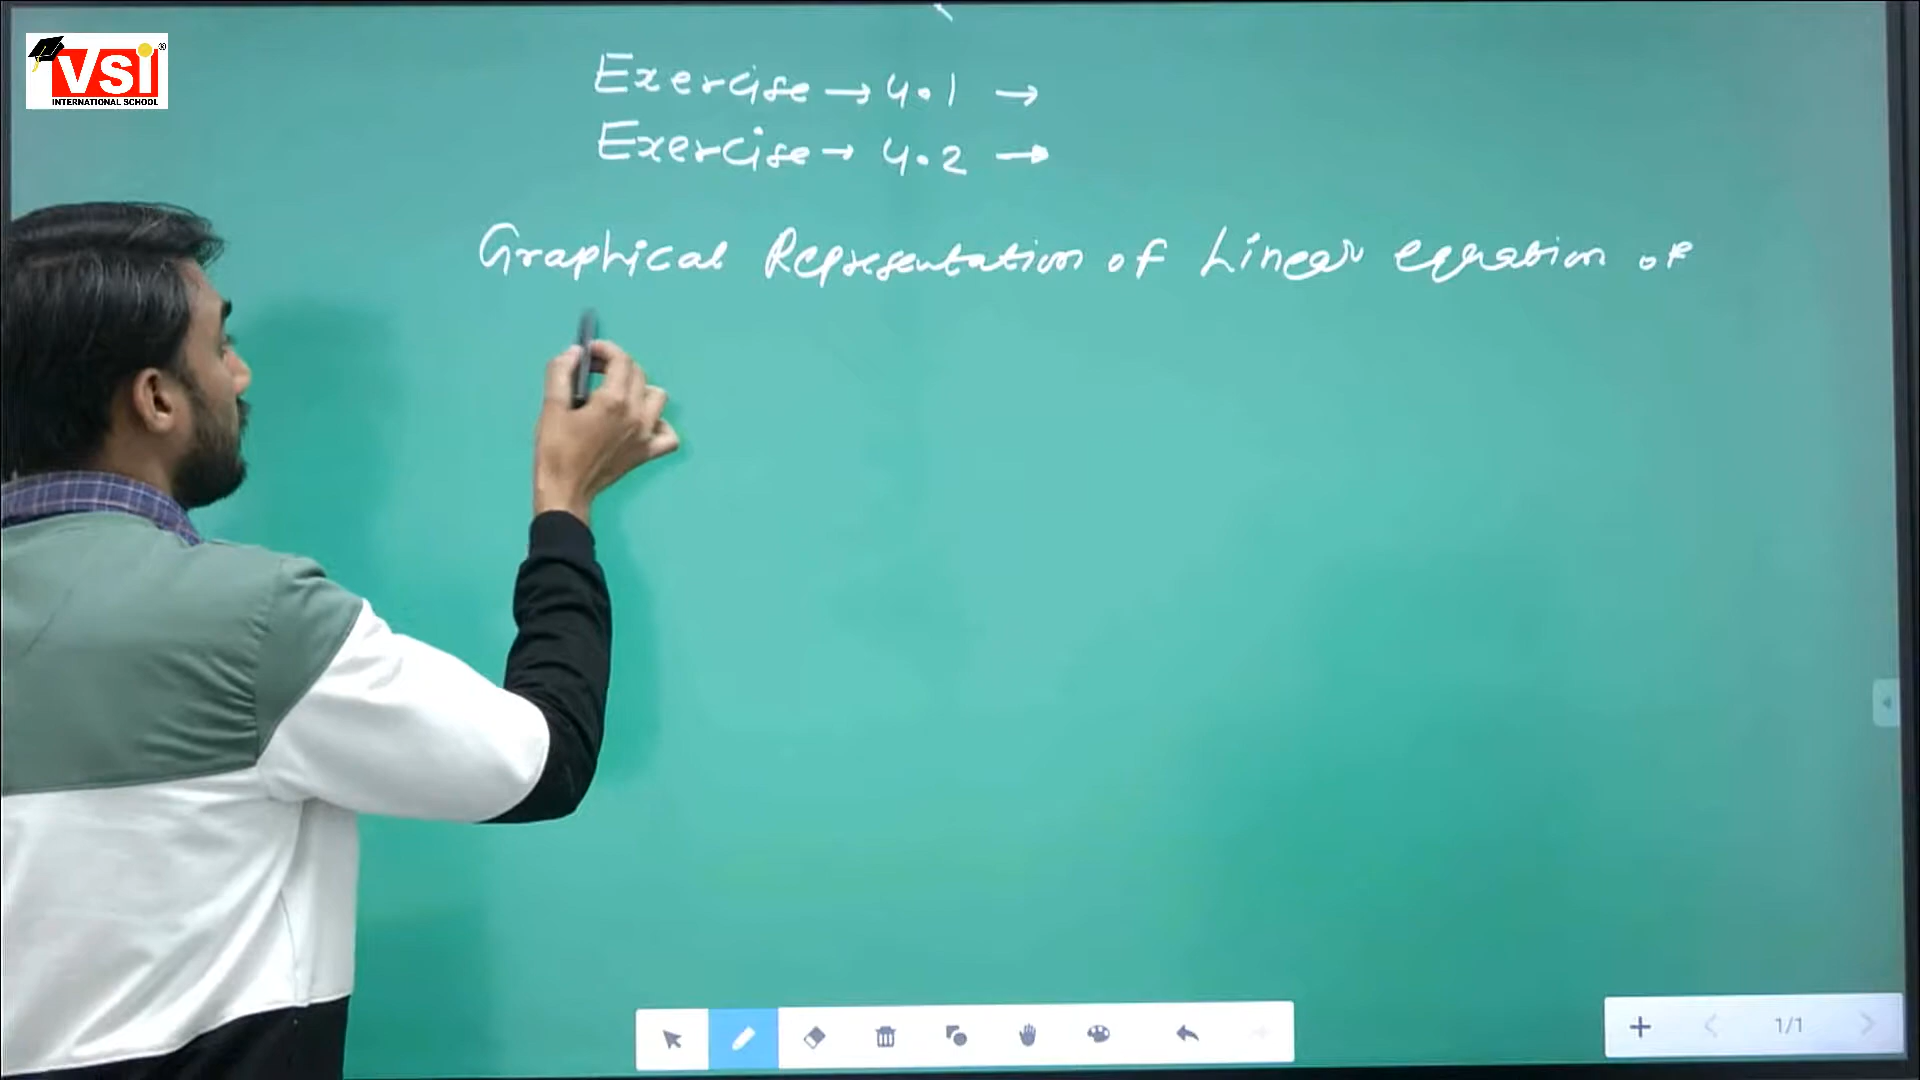 VSI®
INTERNATIONAL SCHOOL
Exercise → 4.1 →
Exercise → 4.2 →
Graphical Representation of Linear equation of
1/1